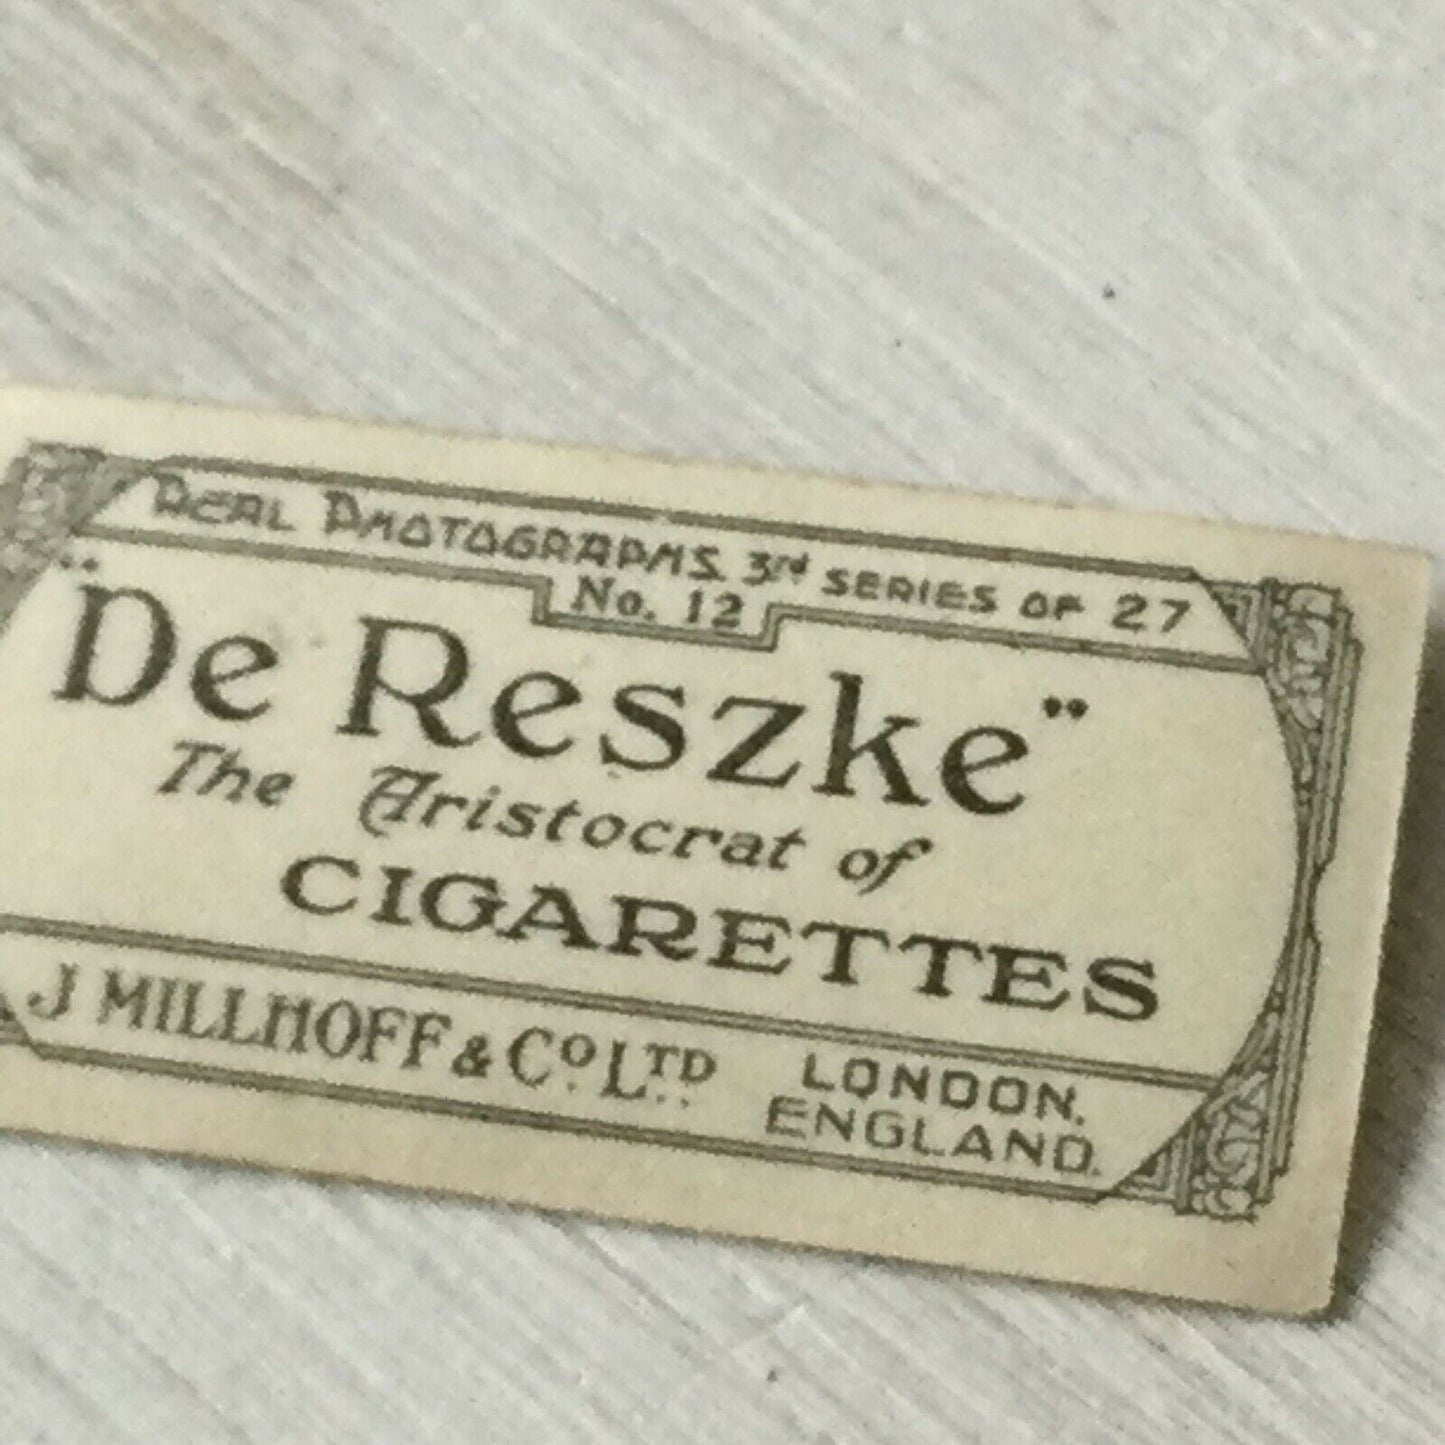 REAL PHOTOGRAPHS. 3rd SERIES OF 27
No. 12
"De Reszke"
The Aristocrat of
CIGARETTES
J MILLHOFF & Co. LTD. LONDON.
ENGLAND.